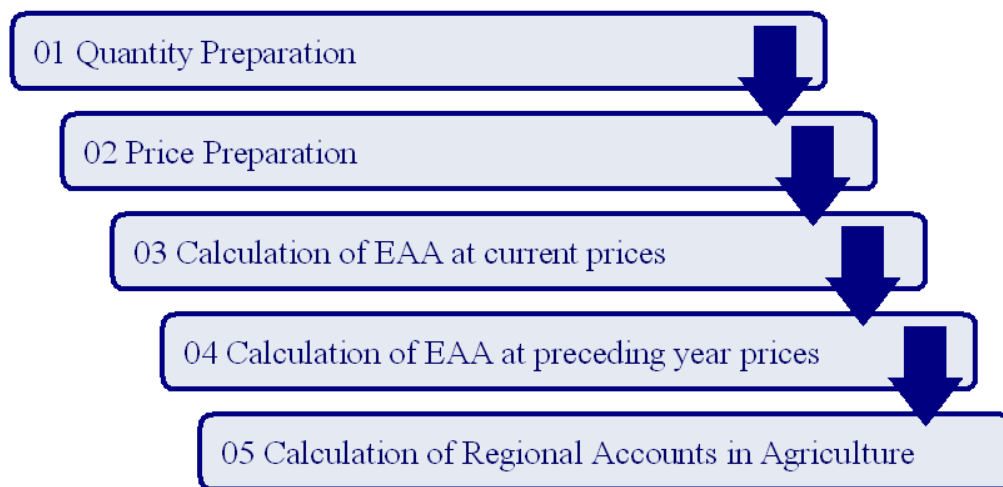 01 Quantity Preparation
02 Price Preparation
03 Calculation of EAA at current prices
04 Calculation of EAA at preceding year prices
05 Calculation of Regional Accounts in Agriculture